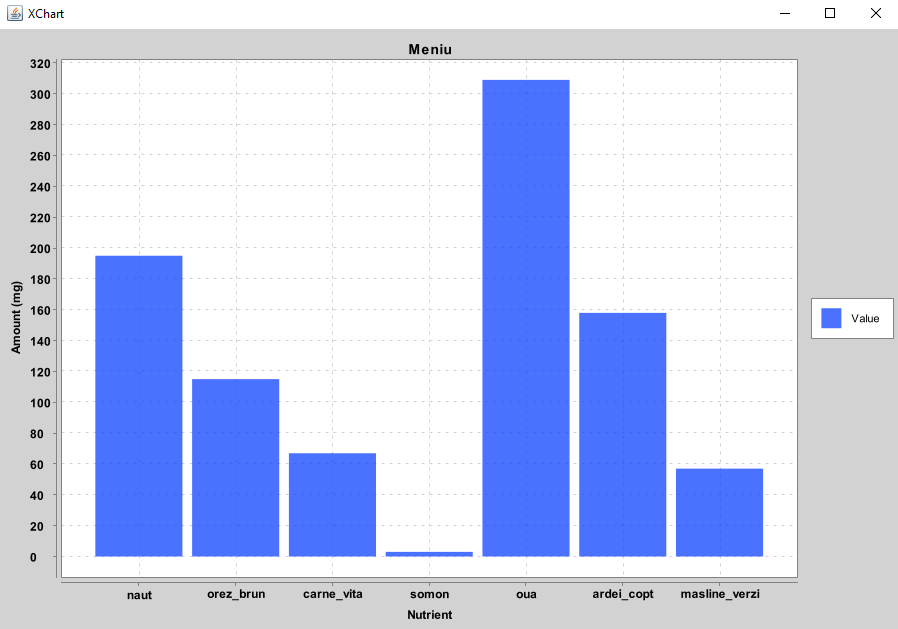 XChart
Meniu
320
300
280
260
240
220
200
180
160
140
120
100
80
60
40
20
0
Amount (mg)
naut orez_brun carne_vita somon oua ardei_copt masline_verzi
Nutrient
Value